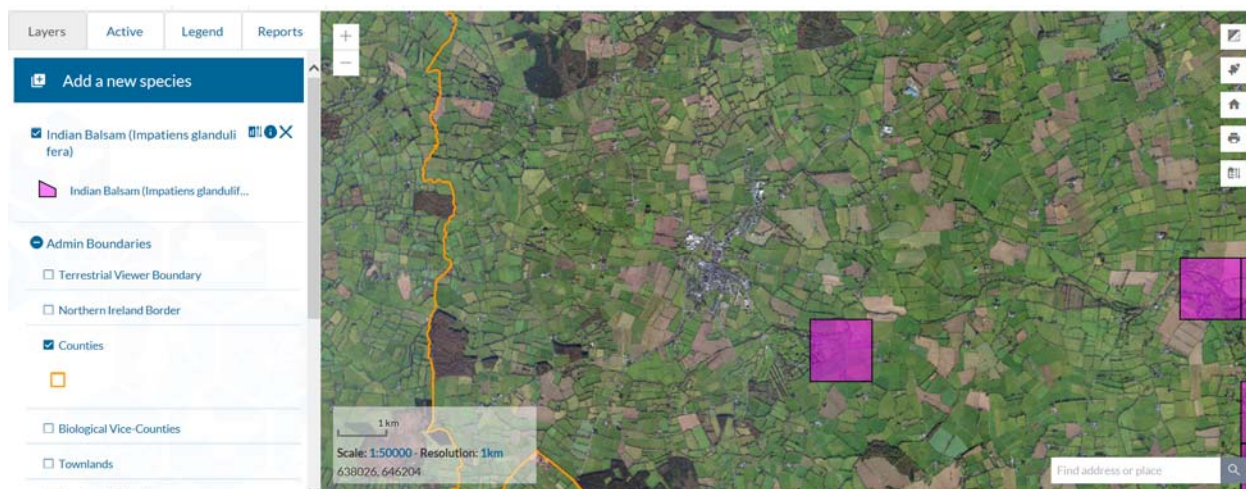 Layers
Active
Legend
Reports
Add a new species
Indian Balsam (Impatiens glanduli
fera)
Indian Balsam (Impatiens glandulif...
Admin Boundaries
Terrestrial Viewer Boundary
Northern Ireland Border
Counties
Biological Vice-Counties
Townlands
1 km
Scale: 1:50000 - Resolution: 1km
638026, 646204
Find address or place